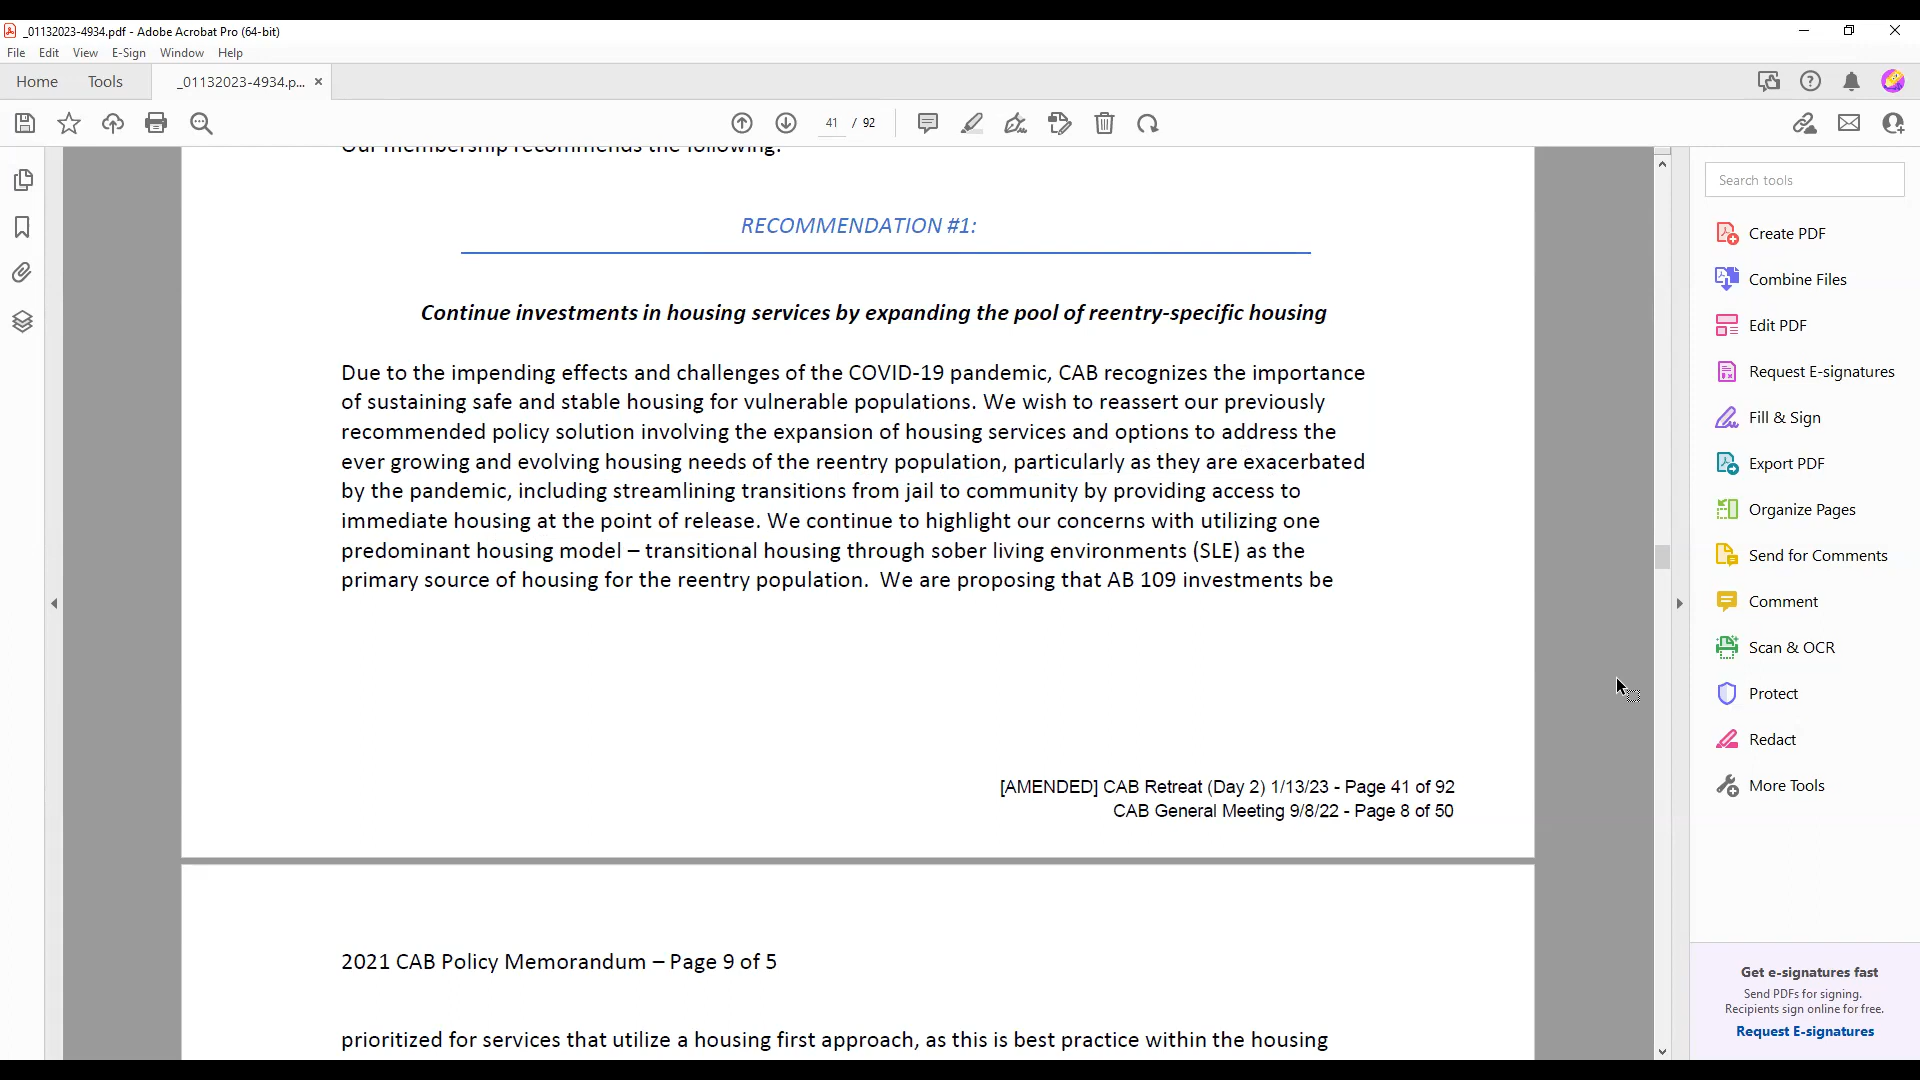 _01132023-4934.pdf - Adobe Acrobat Pro (64-bit)
File Edit View E-Sign Window Help
Home Tools _01132023-4934.p... ×
41 / 92
Our membership recommends the following:
RECOMMENDATION #1:
Continue investments in housing services by expanding the pool of reentry-specific housing
Due to the impending effects and challenges of the COVID-19 pandemic, CAB recognizes the importance
of sustaining safe and stable housing for vulnerable populations. We wish to reassert our previously
recommended policy solution involving the expansion of housing services and options to address the
ever growing and evolving housing needs of the reentry population, particularly as they are exacerbated
by the pandemic, including streamlining transitions from jail to community by providing access to
immediate housing at the point of release. We continue to highlight our concerns with utilizing one
predominant housing model – transitional housing through sober living environments (SLE) as the
primary source of housing for the reentry population.  We are proposing that AB 109 investments be
[AMENDED] CAB Retreat (Day 2) 1/13/23 - Page 41 of 92
CAB General Meeting 9/8/22 - Page 8 of 50
2021 CAB Policy Memorandum – Page 9 of 5
prioritized for services that utilize a housing first approach, as this is best practice within the housing
Search tools
Create PDF
Combine Files
Edit PDF
Request E-signatures
Fill & Sign
Export PDF
Organize Pages
Send for Comments
Comment
Scan & OCR
Protect
Redact
More Tools
Get e-signatures fast
Send PDFs for signing.
Recipients sign online for free.
Request E-signatures